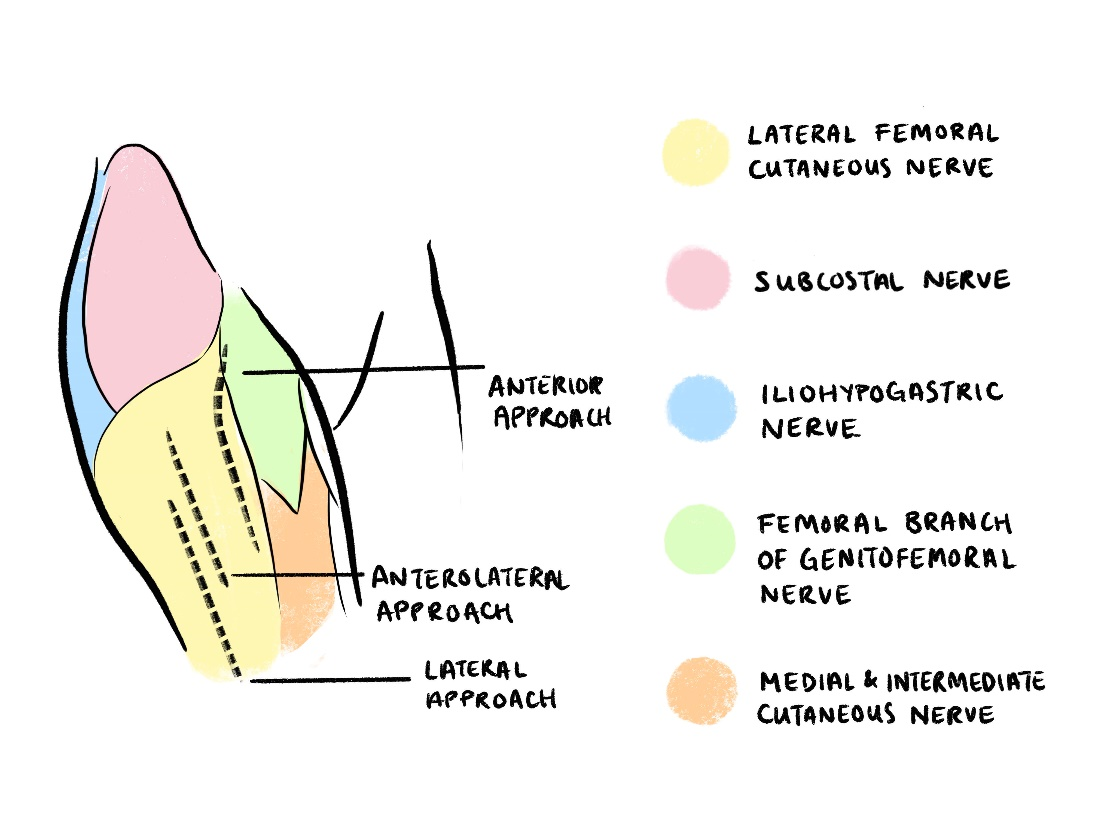 ANTERIOR
APPROACH
ANTEROLATERAL
APPROACH
LATERAL
APPROACH
LATERAL FEMORAL
CUTANEOUS NERVE
SUBCOSTAL NERVE
ILIOHYPOGASTRIC
NERVE
FEMORAL BRANCH
OF GENITOFEMORAL
NERVE
MEDIAL & INTERMEDIATE
CUTANEOUS NERVE